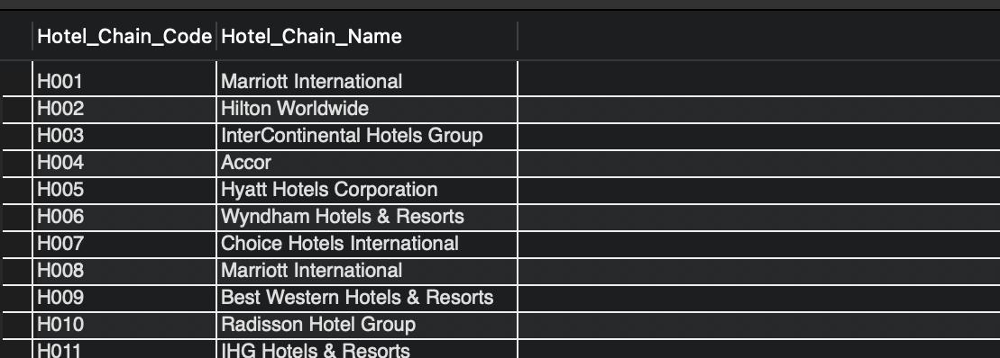 Hotel_Chain_Code Hotel_Chain_Name
H001 Marriott International
H002 Hilton Worldwide
H003 InterContinental Hotels Group
H004 Accor
H005 Hyatt Hotels Corporation
H006 Wyndham Hotels & Resorts
H007 Choice Hotels International
H008 Marriott International
H009 Best Western Hotels & Resorts
H010 Radisson Hotel Group
H011 IHG Hotels & Resorts